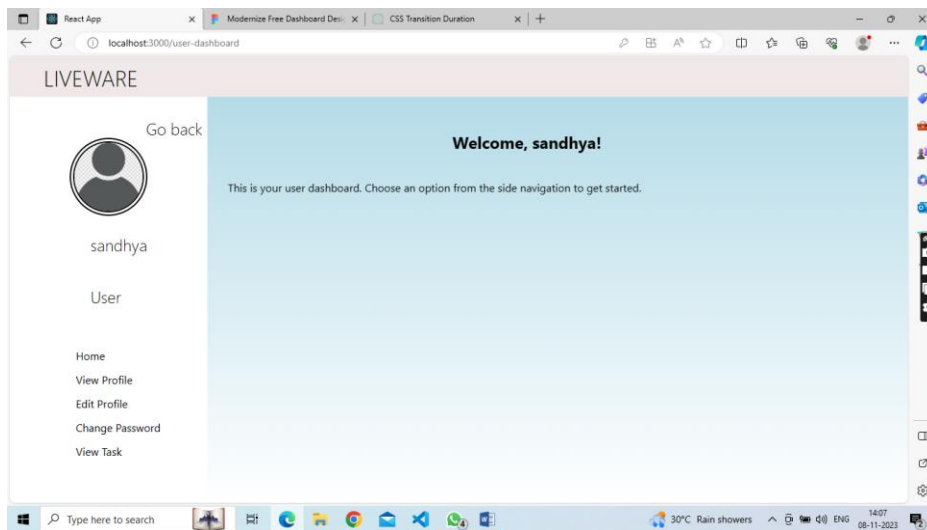 React App
Modernize Free Dashboard Desi
CSS Transition Duration
localhost:3000/user-dashboard
LIVEWARE
Go back
sandhya
User
Home
View Profile
Edit Profile
Change Password
View Task
Welcome, sandhya!
This is your user dashboard. Choose an option from the side navigation to get started.
Type here to search
30°C Rain showers
ENG
14:07
08-11-2023